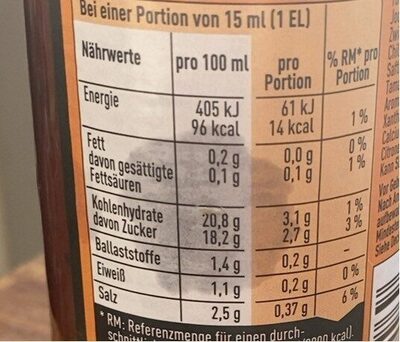 Bei einer Portion von 15 ml (1 EL)
Nährwerte pro 100 ml pro Portion % RM* pro Portion
Energie 405 kJ 61 kJ
96 kcal 14 kcal 1 %
Fett 0,2 g 0,0 g 0 %
davon gesättigte Fettsäuren 0,1 g 0,1 g 1 %
Kohlenhydrate 20,8 g 3,1 g 1 %
davon Zucker 18,2 g 2,7 g 3 %
Ballaststoffe 1,4 g 0,2 g –
Eiweiß 1,1 g 0,2 g 0 %
Salz 2,5 g 0,37 g 6 %
* RM: Referenzmenge für einen durch-
kcal).